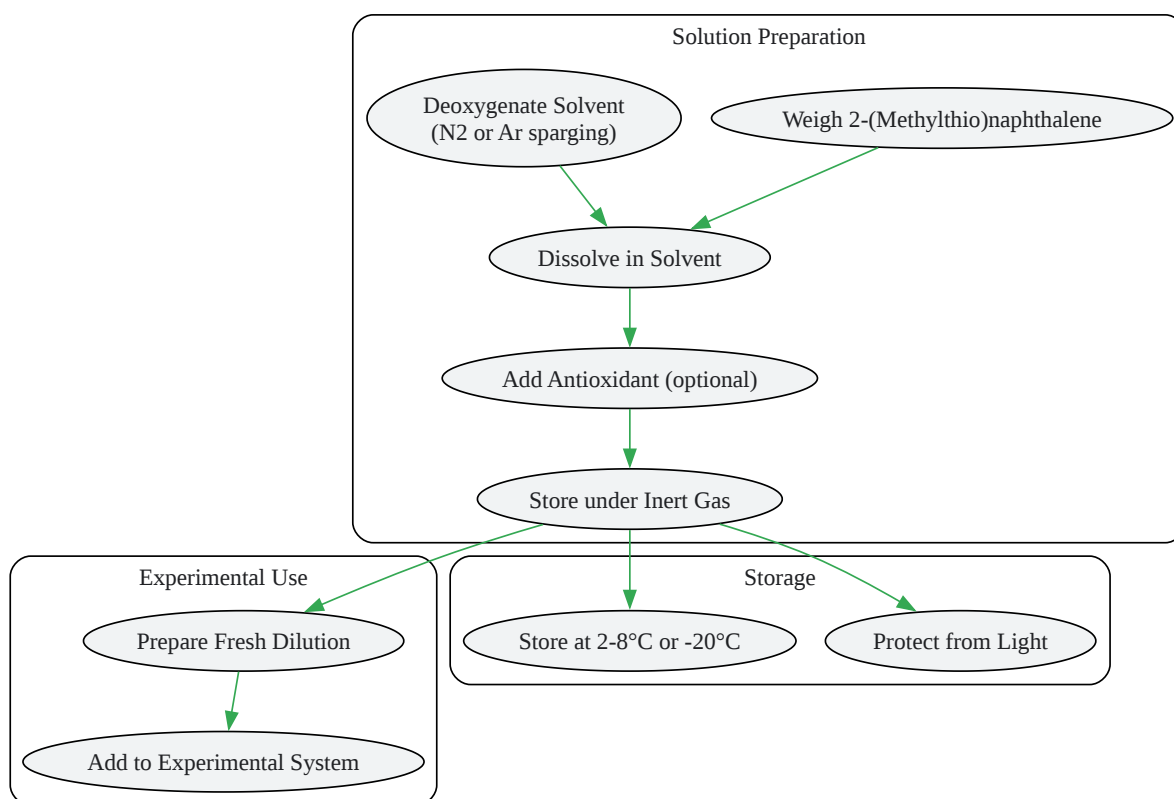 Solution Preparation
Deoxygenate Solvent
(N2 or Ar sparging)
Weigh 2-(Methylthio)naphthalene
Dissolve in Solvent
Add Antioxidant (optional)
Store under Inert Gas
Experimental Use
Prepare Fresh Dilution
Add to Experimental System
Storage
Store at 2-8°C or -20°C
Protect from Light